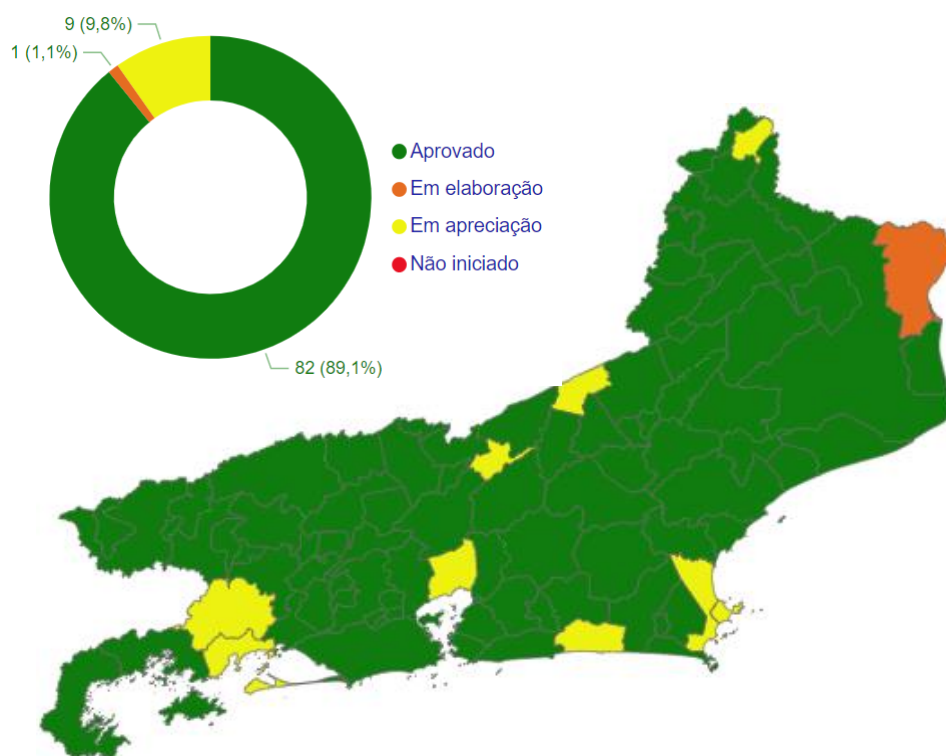 9 (9,8%)
1 (1,1%)
Aprovado
Em elaboração
Em apreciação
Não iniciado
82 (89,1%)